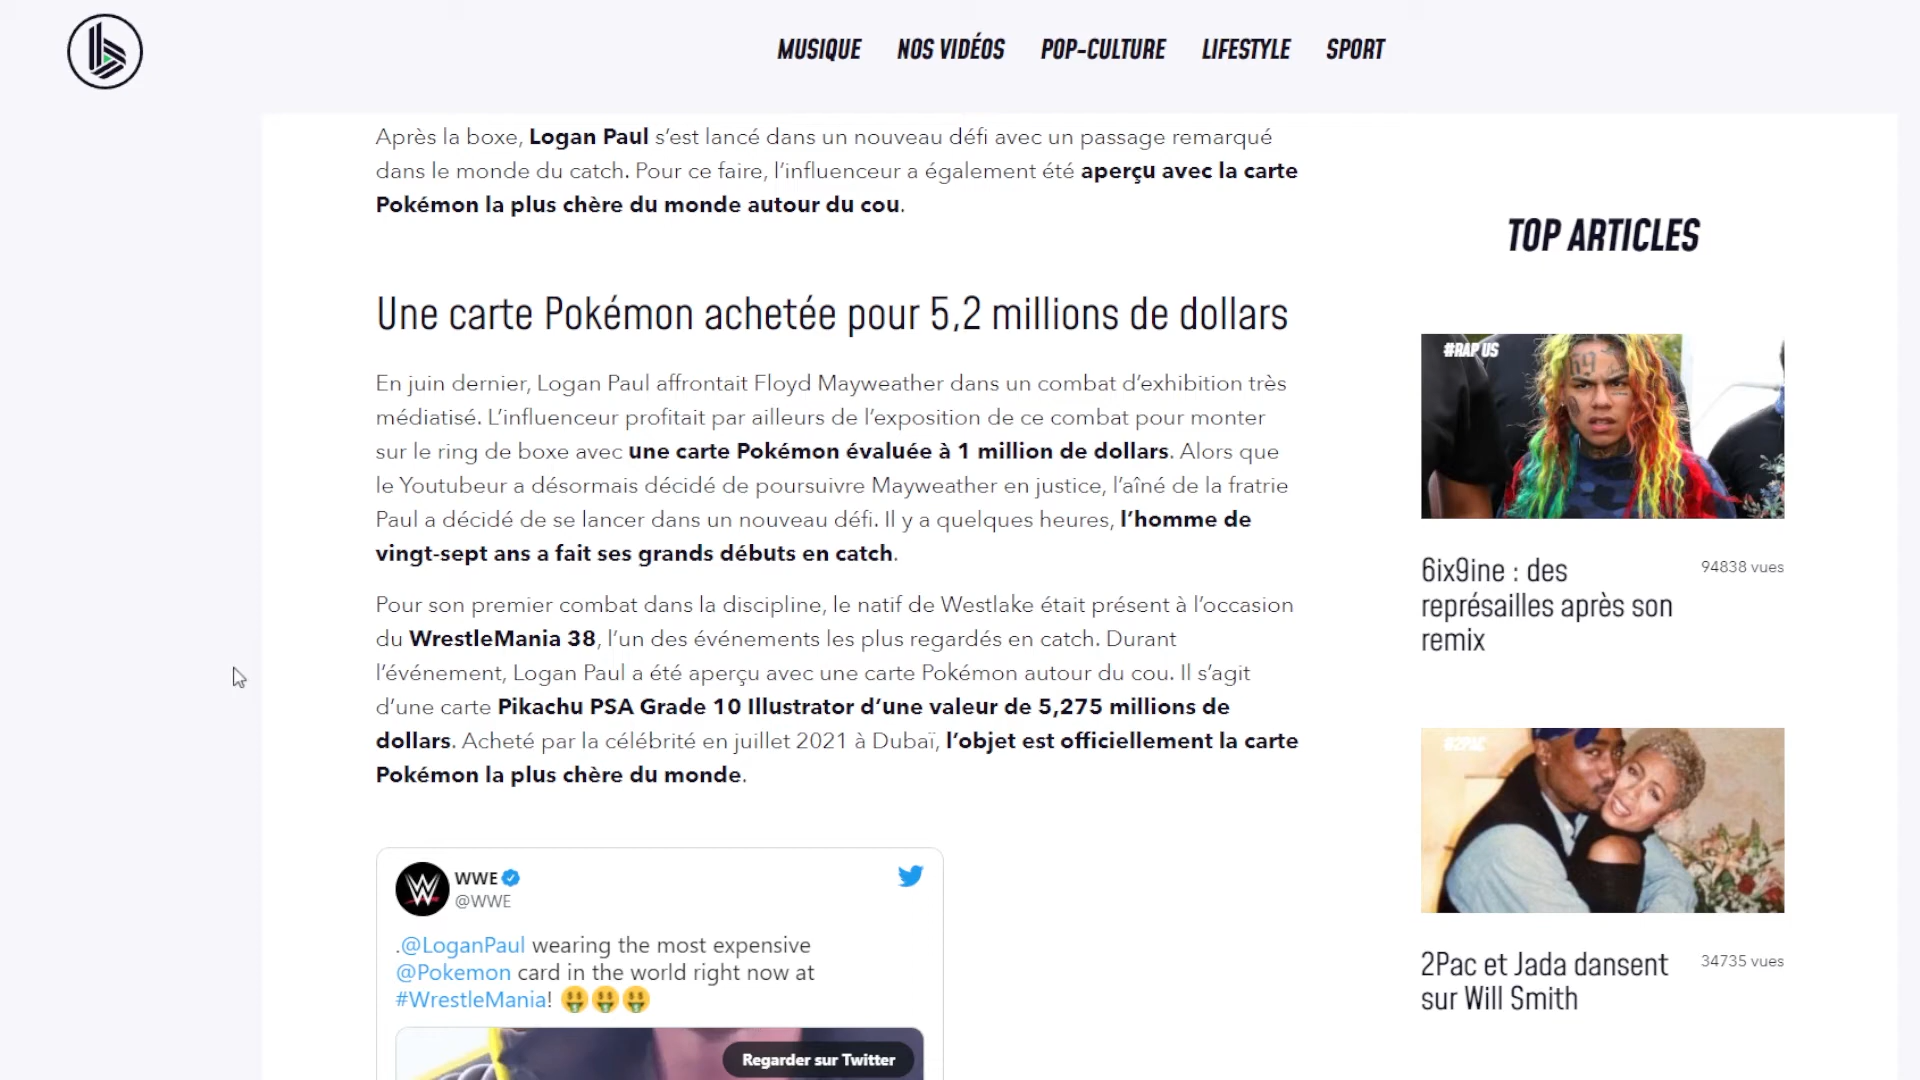 MUSIQUE NOS VIDÉOS POP-CULTURE LIFESTYLE SPORT
Après la boxe, Logan Paul s’est lancé dans un nouveau défi avec un passage remarqué
dans le monde du catch. Pour ce faire, l’influenceur a également été aperçu avec la carte
Pokémon la plus chère du monde autour du cou.
Une carte Pokémon achetée pour 5,2 millions de dollars
En juin dernier, Logan Paul affrontait Floyd Mayweather dans un combat d’exhibition très
médiatisé. L’influenceur profitait par ailleurs de l’exposition de ce combat pour monter
sur le ring de boxe avec une carte Pokémon évaluée à 1 million de dollars. Alors que
le Youtubeur a désormais décidé de poursuivre Mayweather en justice, l’aîné de la fratrie
Paul a décidé de se lancer dans un nouveau défi. Il y a quelques heures, l’homme de
vingt-sept ans a fait ses grands débuts en catch.
Pour son premier combat dans la discipline, le natif de Westlake était présent à l’occasion
du WrestleMania 38, l’un des événements les plus regardés en catch. Durant
l’événement, Logan Paul a été aperçu avec une carte Pokémon autour du cou. Il s’agit
d’une carte Pikachu PSA Grade 10 Illustrator d’une valeur de 5,275 millions de
dollars. Acheté par la célébrité en juillet 2021 à Dubaï, l’objet est officiellement la carte
Pokémon la plus chère du monde.
WWE
@WWE
.@LoganPaul wearing the most expensive
@Pokemon card in the world right now at
#WrestleMania! 🤑🤑🤑
Regarder sur Twitter
TOP ARTICLES
#RAP US
69
6ix9ine : des
représailles après son
remix
94838 vues
#2PAC
2Pac et Jada dansent
sur Will Smith
34735 vues